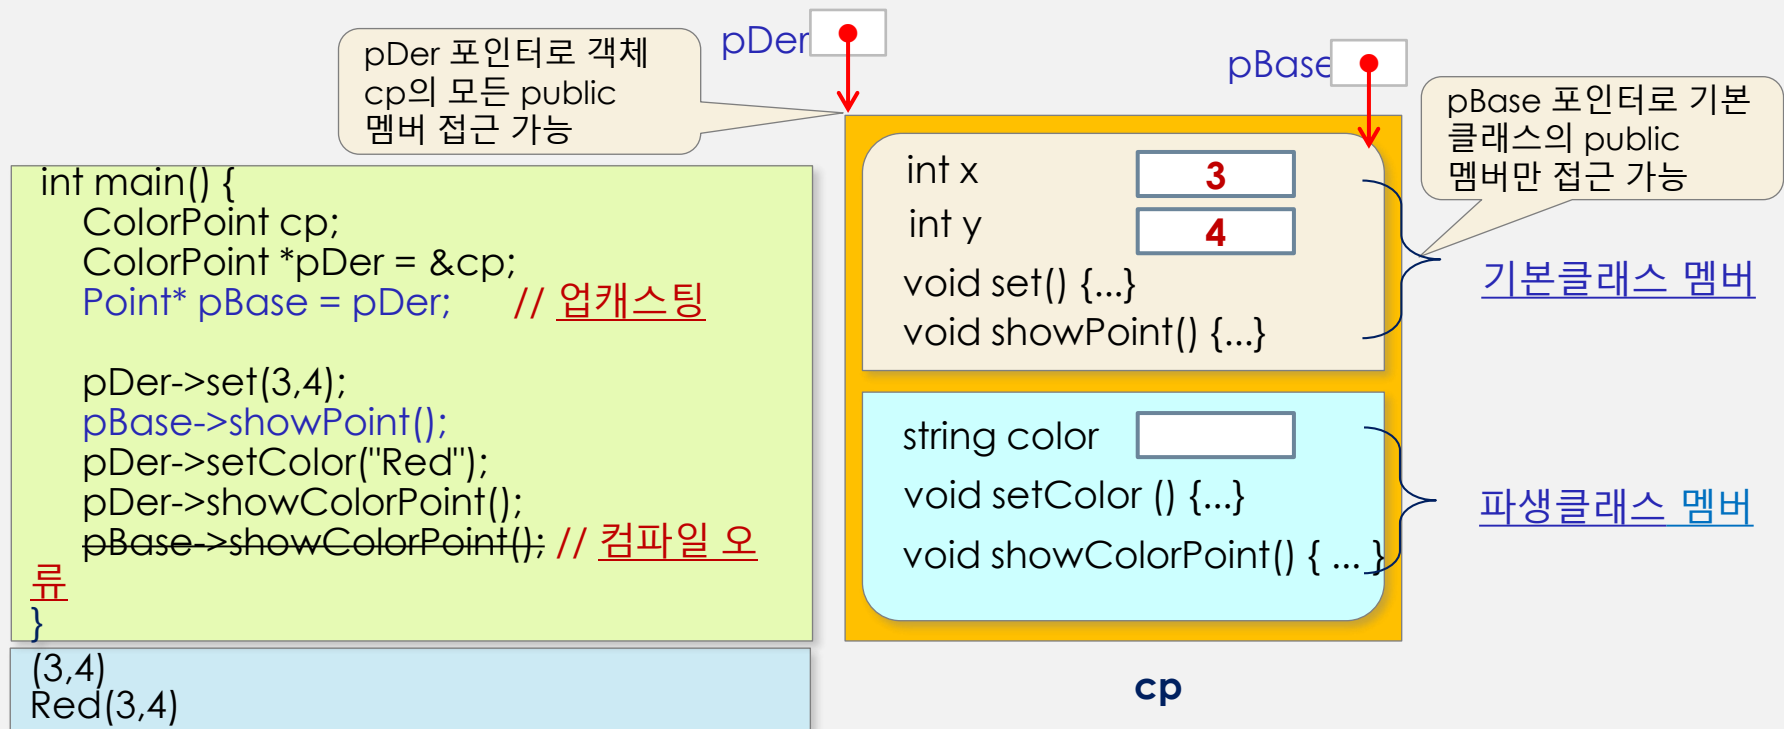 pDer
pBase
pDer 포인터로 객체
cp의 모든 public
멤버 접근 가능
pBase 포인터로 기본
클래스의 public
멤버만 접근 가능
int main() {
ColorPoint cp;
ColorPoint *pDer = &cp;
Point* pBase = pDer; // 업캐스팅
pDer->set(3,4);
pBase->showPoint();
pDer->setColor("Red");
pDer->showColorPoint();
pBase->showColorPoint(); // 컴파일 오
류
}
(3,4)
Red(3,4)
int x 3
int y 4
void set() {...}
void showPoint() {...}
기본클래스 멤버
string color
void setColor () {...}
void showColorPoint() { ... }
파생클래스 멤버
cp